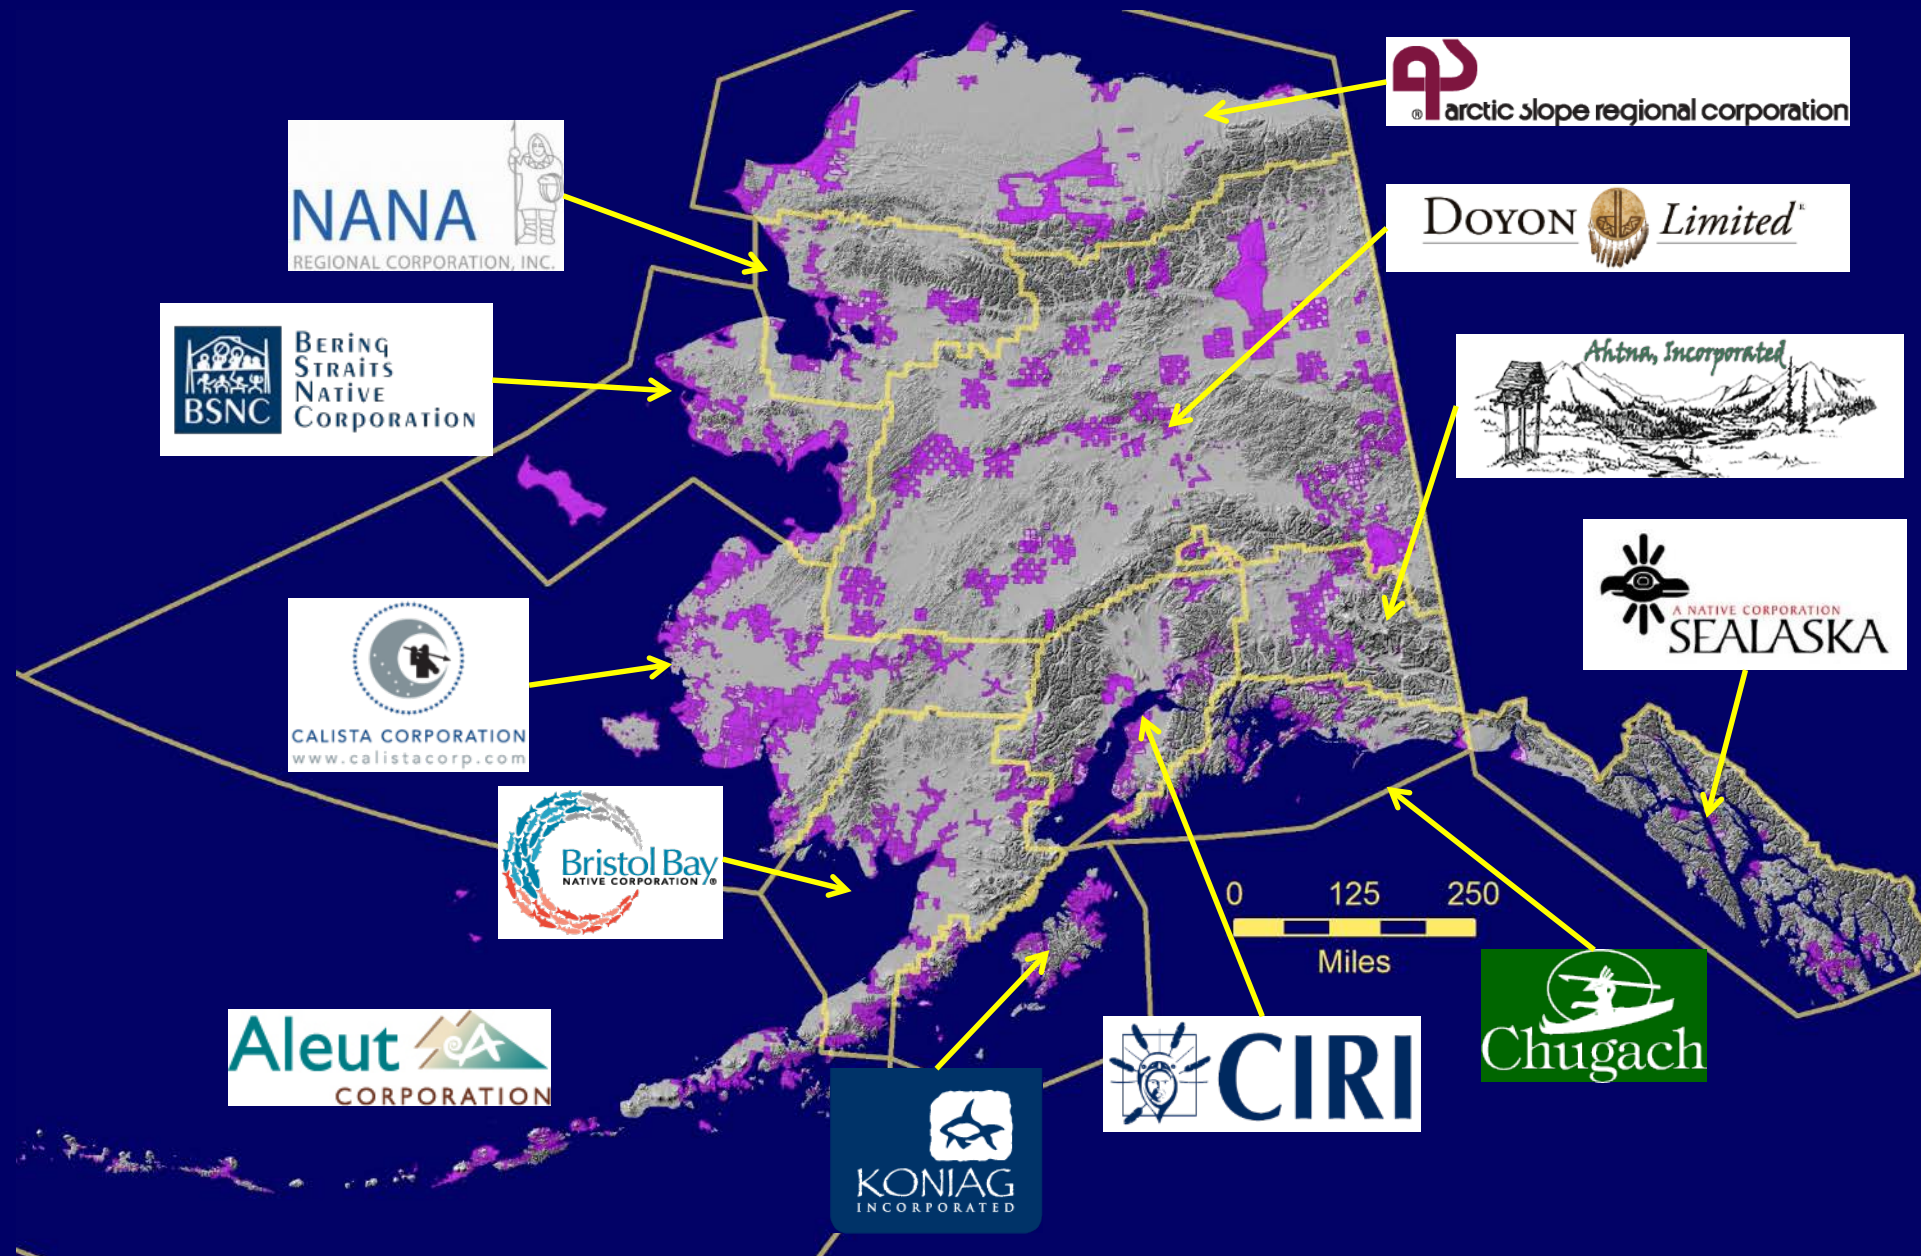 arctic slope regional corporation
®
NANA
REGIONAL CORPORATION, INC.
DOYON Limited
BSNC
BERING
STRAITS
NATIVE
CORPORATION
Ahtna, Incorporated
A NATIVE CORPORATION
SEALASKA
CALISTA CORPORATION
www.calistacorp.com
Bristol Bay
NATIVE CORPORATION ®
0 125 250
Miles
Aleut
CORPORATION
KONIAG
INCORPORATED
CIRI
Chugach